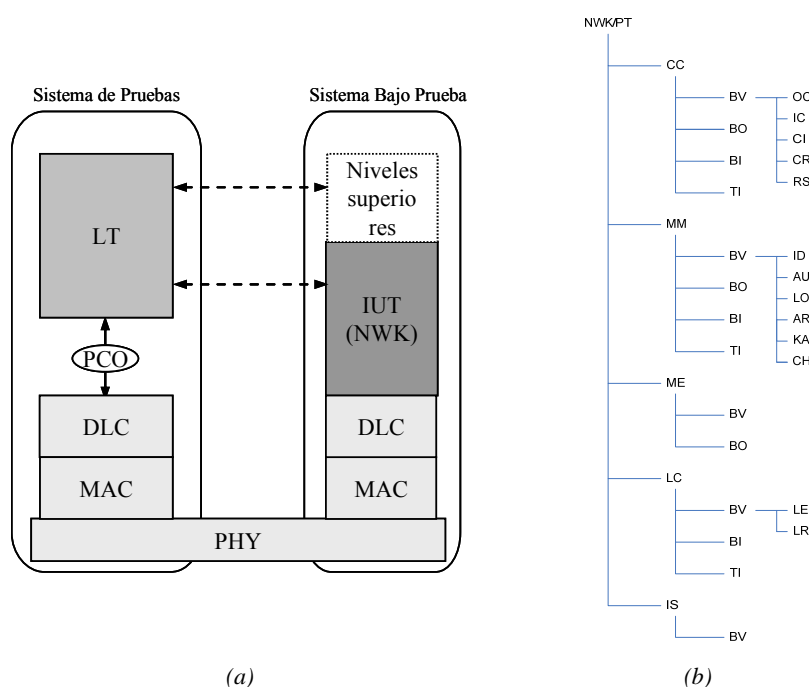 Sistema de Pruebas
Sistema Bajo Prueba
LT
Niveles
superio
res
IUT
(NWK)
PCO
DLC
DLC
MAC
MAC
PHY
(a)
NWK/PT
CC
BV
OC
IC
CI
CR
RS
BO
BI
TI
MM
BV
ID
AU
LO
AR
KA
CH
BO
BI
TI
ME
BV
BO
LC
BV
LE
LR
BI
TI
IS
BV
(b)